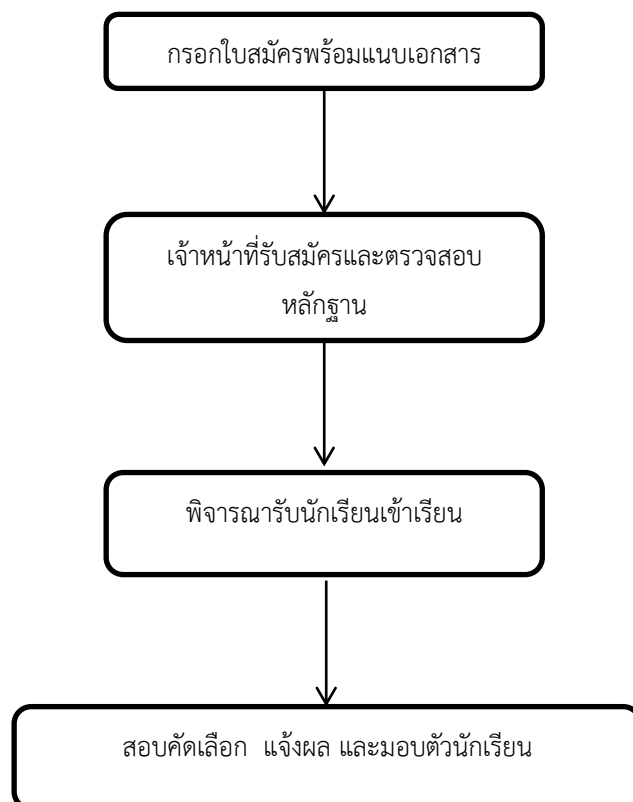 กรอกใบสมัครพร้อมแนบเอกสาร
เจ้าหน้าที่รับสมัครและตรวจสอบ
หลักฐาน
พิจารณารับนักเรียนเข้าเรียน
สอบคัดเลือก แจ้งผล และมอบตัวนักเรียน